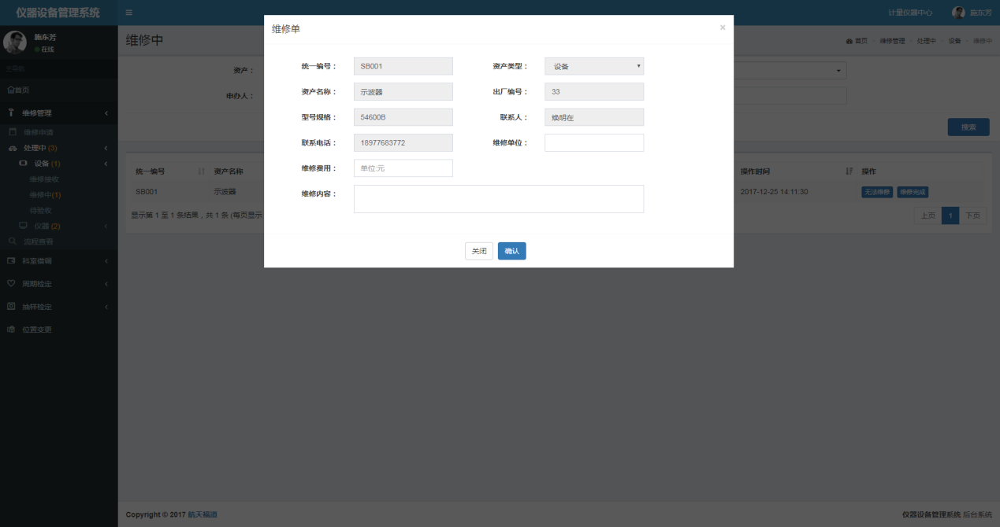 仪器设备管理系统
计量仪器中心 施东芳
施东芳
在线
主导航
首页
维修管理
维修申请
处理中 (3)
设备 (1)
维修接收
维修中(1)
待验收
仪器 (2)
流程查看
科室借调
周期检定
抽样检定
位置变更
维修中
首页 维修管理 处理中 设备 维修中
资产：
申办人：
搜索
统一编号 资产名称 操作时间 操作
SB001 示波器 2017-12-25 14:11:30 无法维修 维修完成
显示第 1 至 1 条结果，共 1 条 (每页显示
上页 1 下页
维修单 ×
统一编号： SB001 资产类型： 设备
资产名称： 示波器 出厂编号： 33
型号规格： 54600B 联系人： 焕明在
联系电话： 18977683772 维修单位：
维修费用： 单位:元
维修内容：
关闭 确认
Copyright © 2017 航天福道
仪器设备管理系统 后台系统